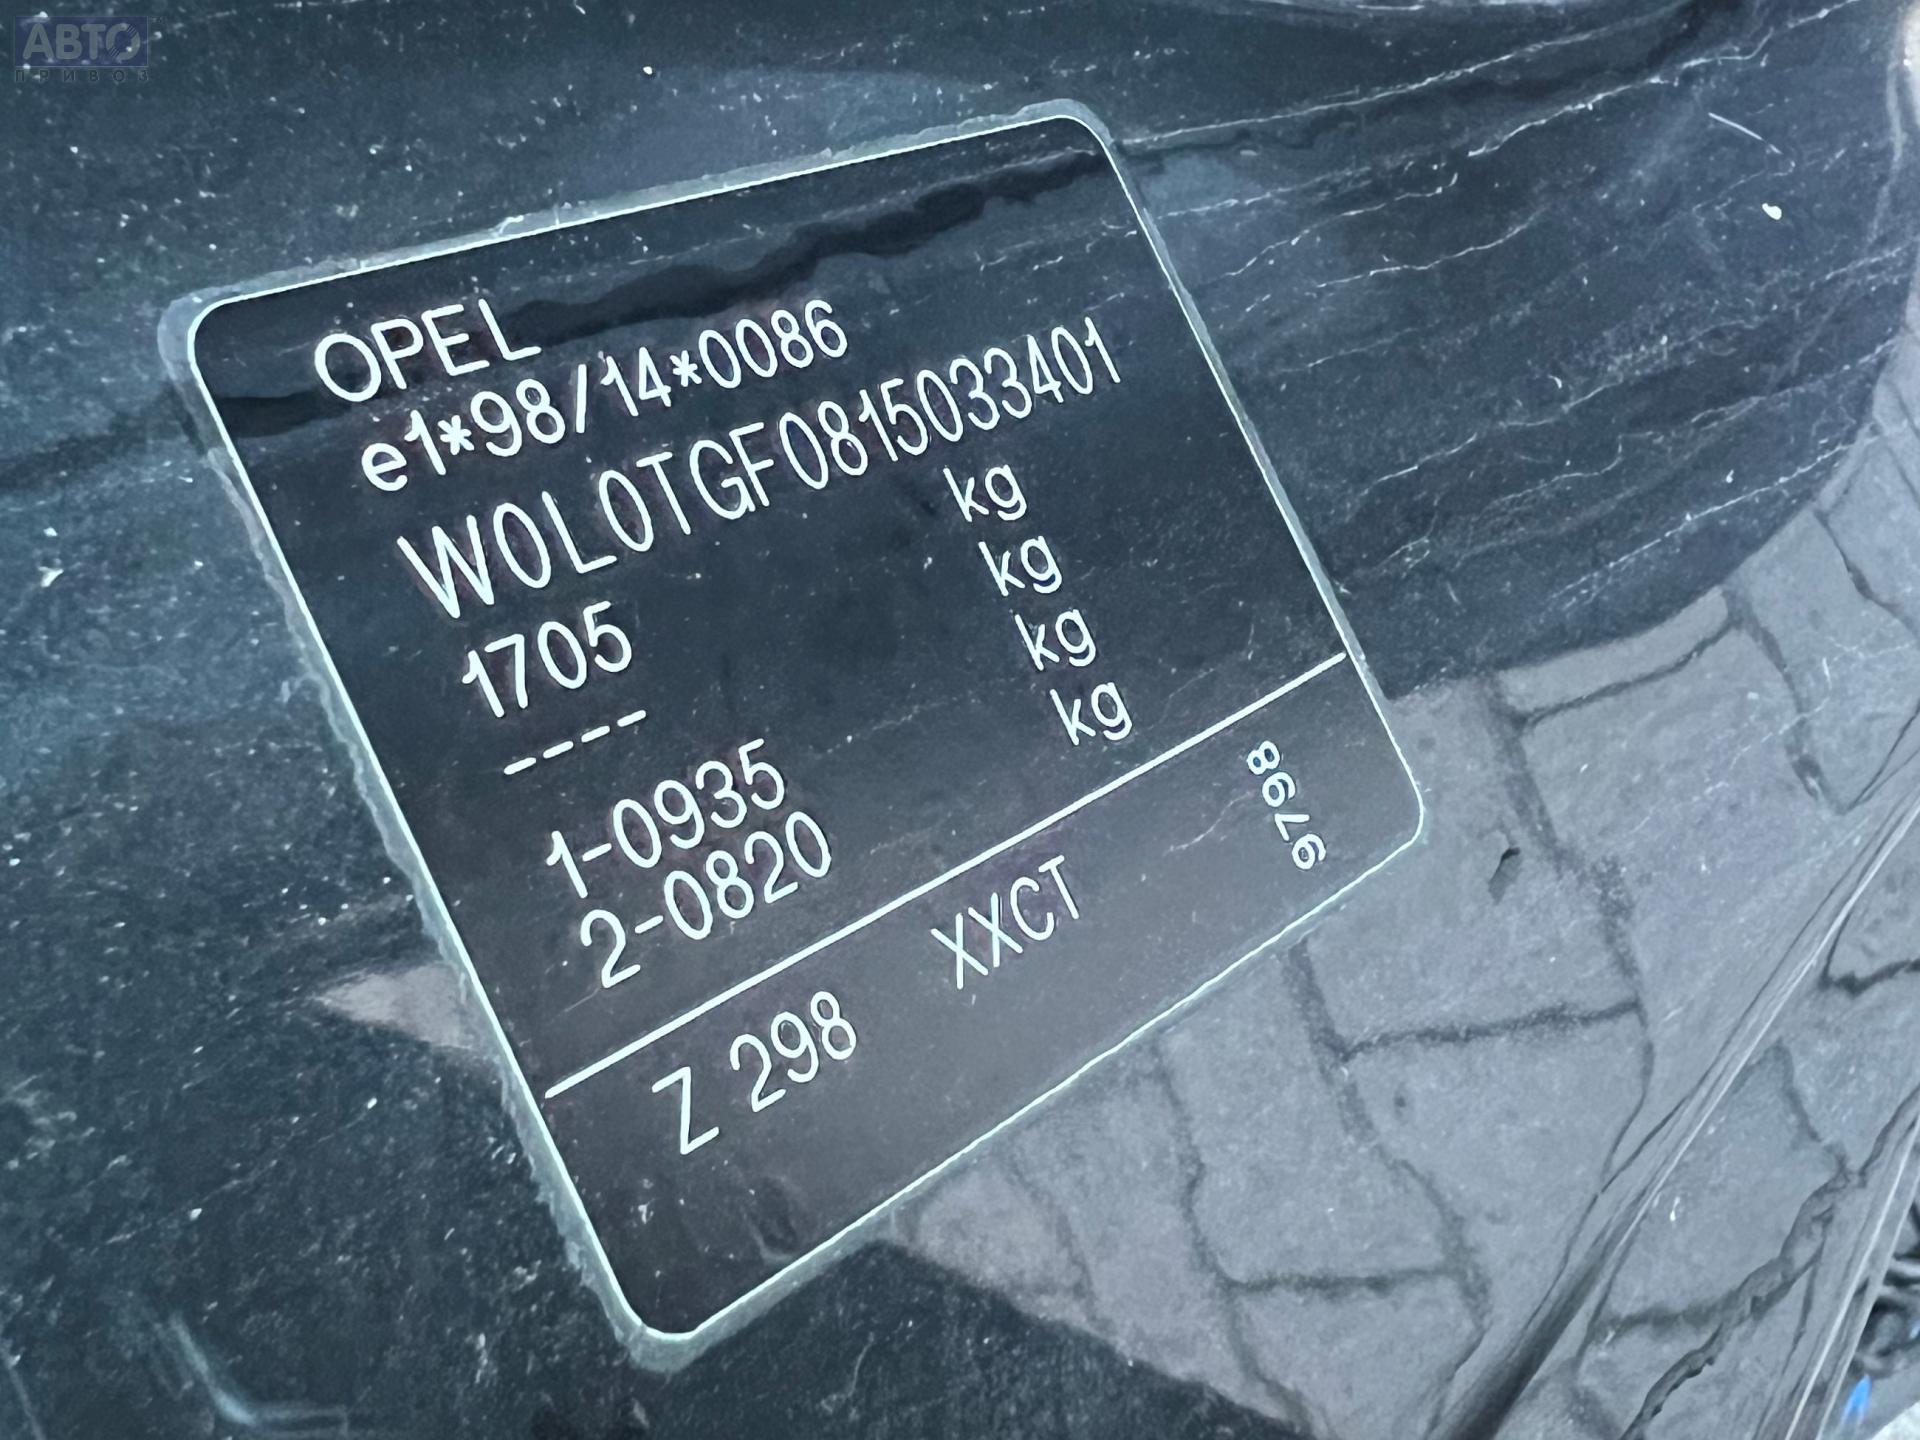 АВТО
ПРИВОЗ
OPEL
e1*98/14*0086
W0L0TGF0815033401
1705 kg
---- kg
1-0935 kg
2-0820 kg
Z 298 XXCT
9768